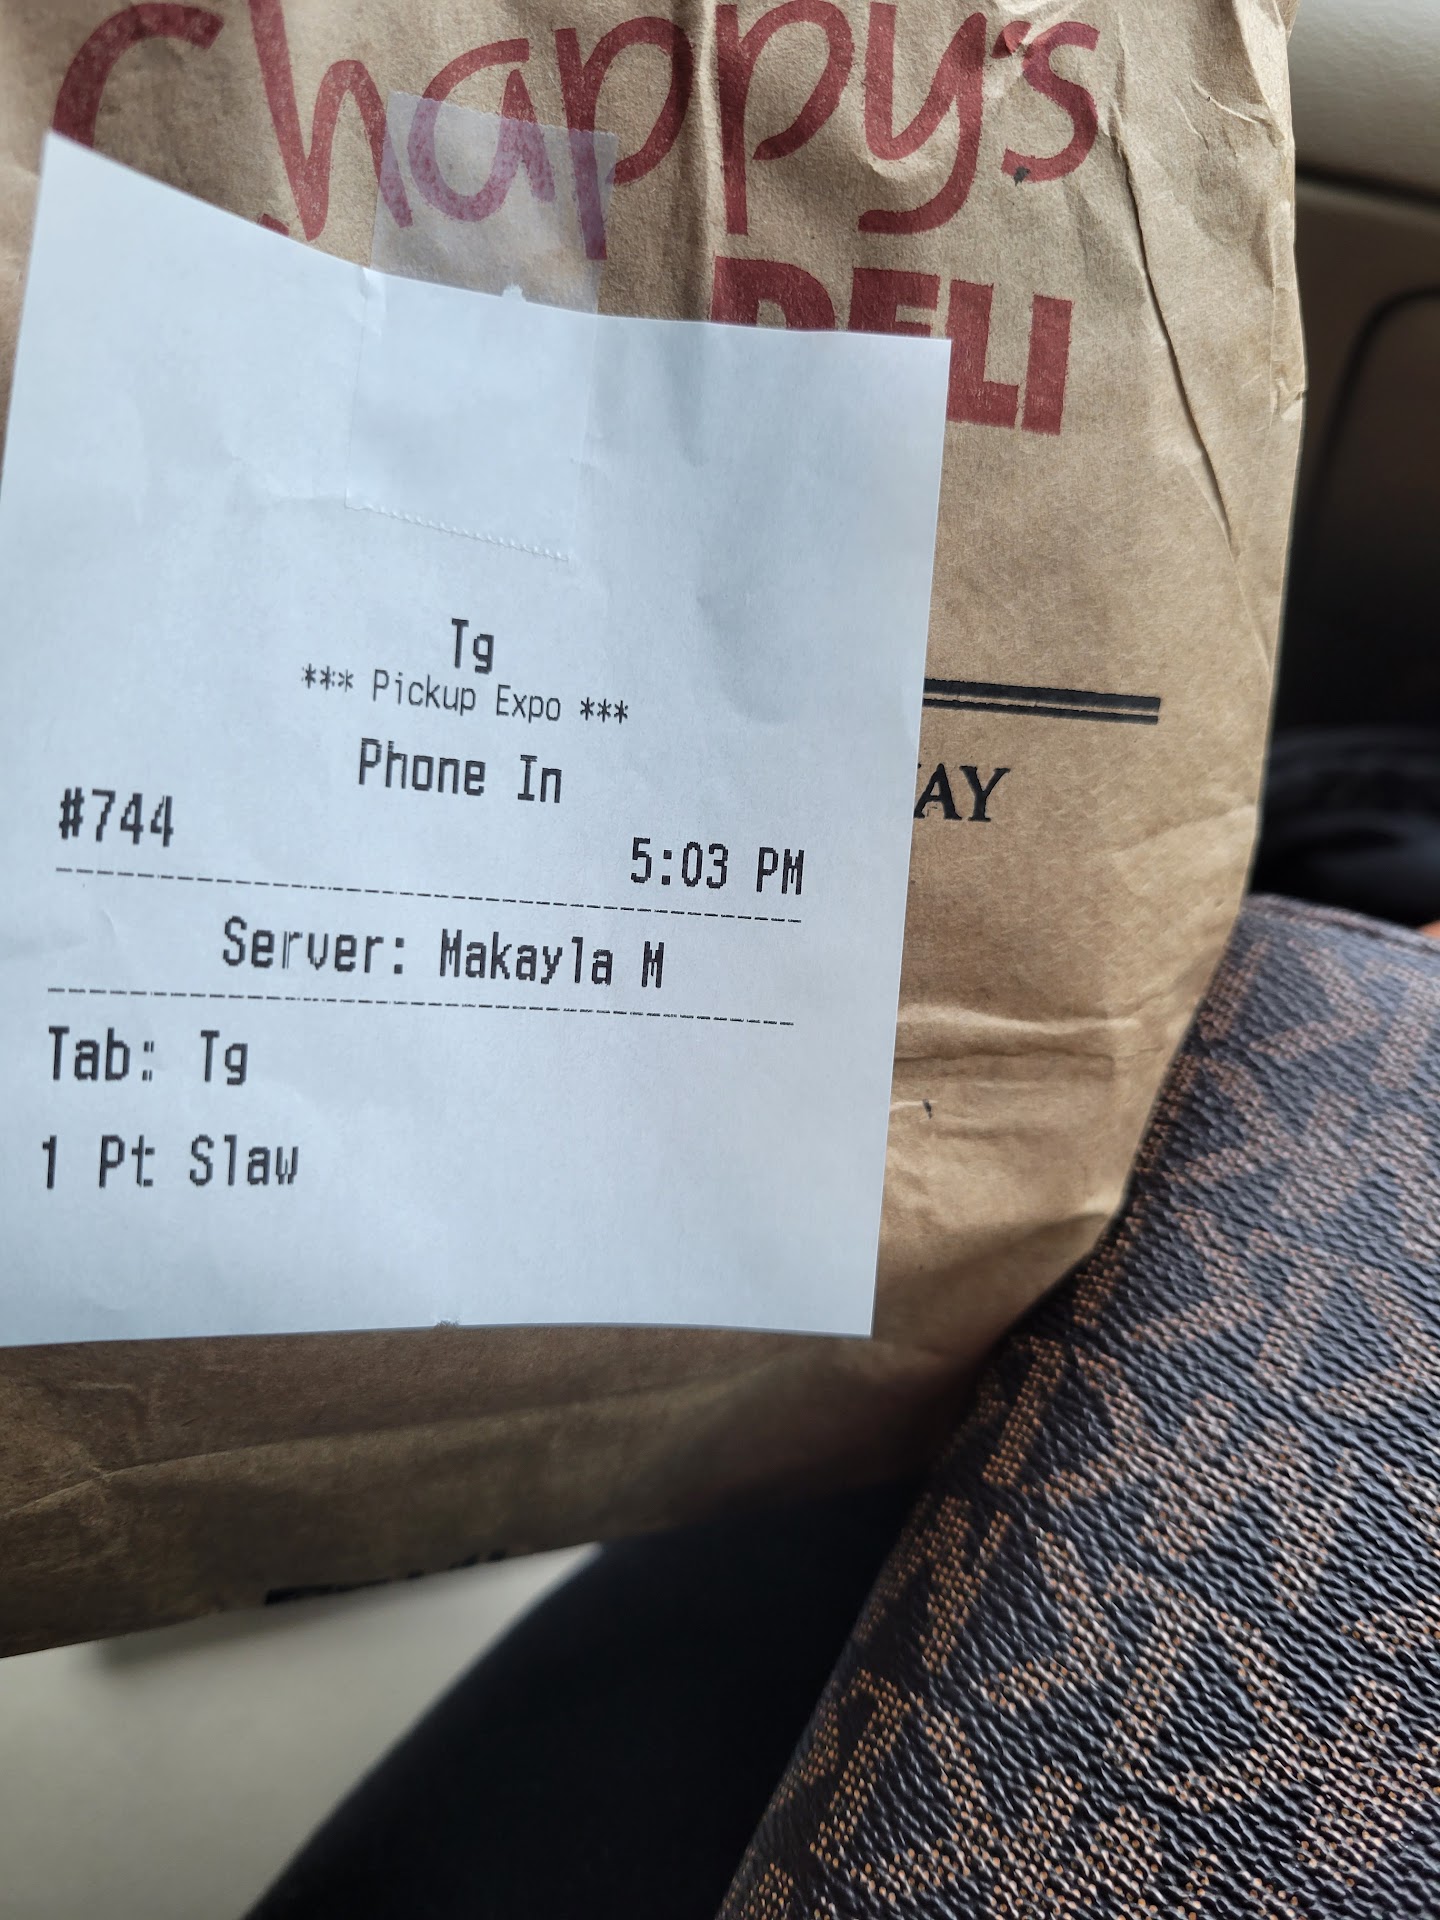 Chappy's
DELI
Tg
*** Pickup Expo ***
Phone In
#744
5:03 PM
Server: Makayla M
Tab: Tg
1 Pt Slaw